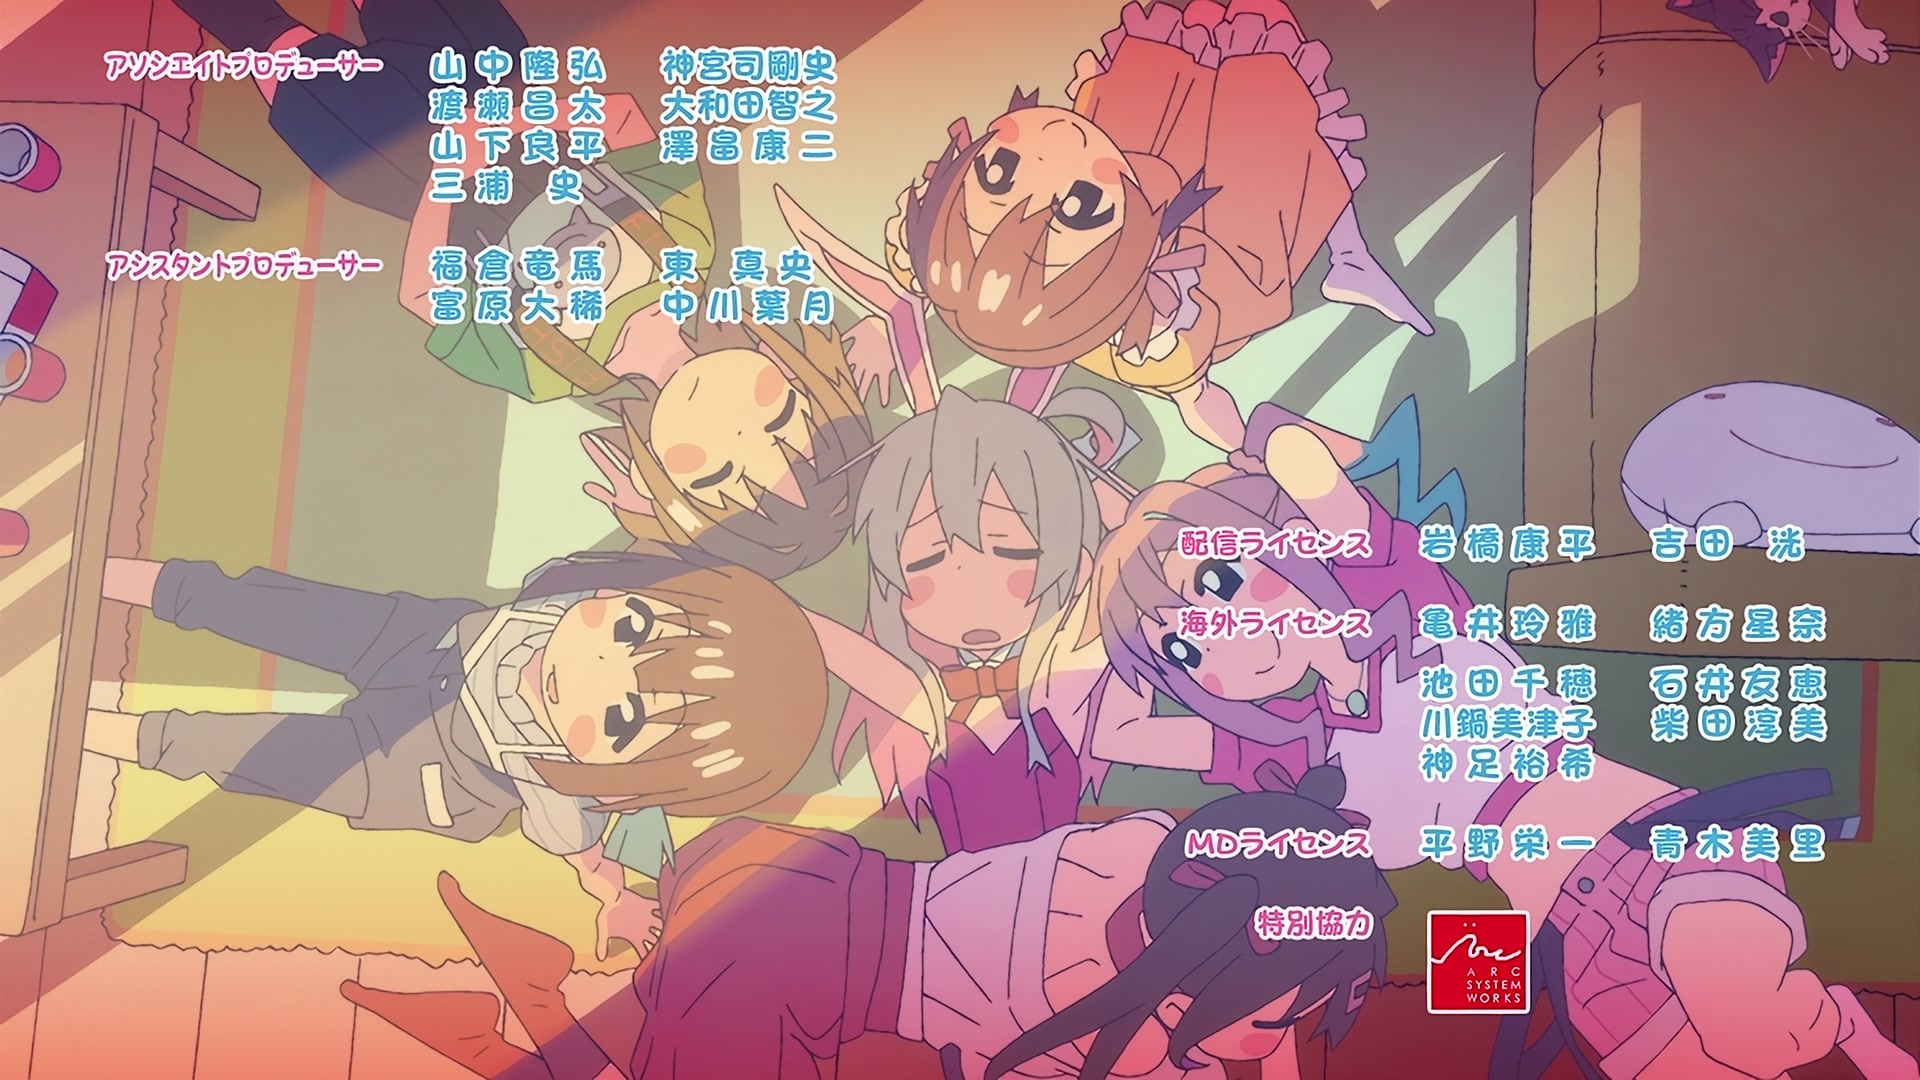 アソシエイトプロデューサー 山中隆弘 神宮司剛史
渡瀬昌太 大和田智之
山下良平 澤畠康二
三浦 史
アシスタントプロデューサー 福倉竜馬 東 真央
富原大稀 中川葉月
配信ライセンス 岩橋康平 吉田 洸
海外ライセンス 亀井玲雅 緒方星奈
池田千穂 石井友恵
川鍋美津子 柴田淳美
神足裕希
MDライセンス 平野栄一 青木美里
特別協力
ARC
SYSTEM
WORKS